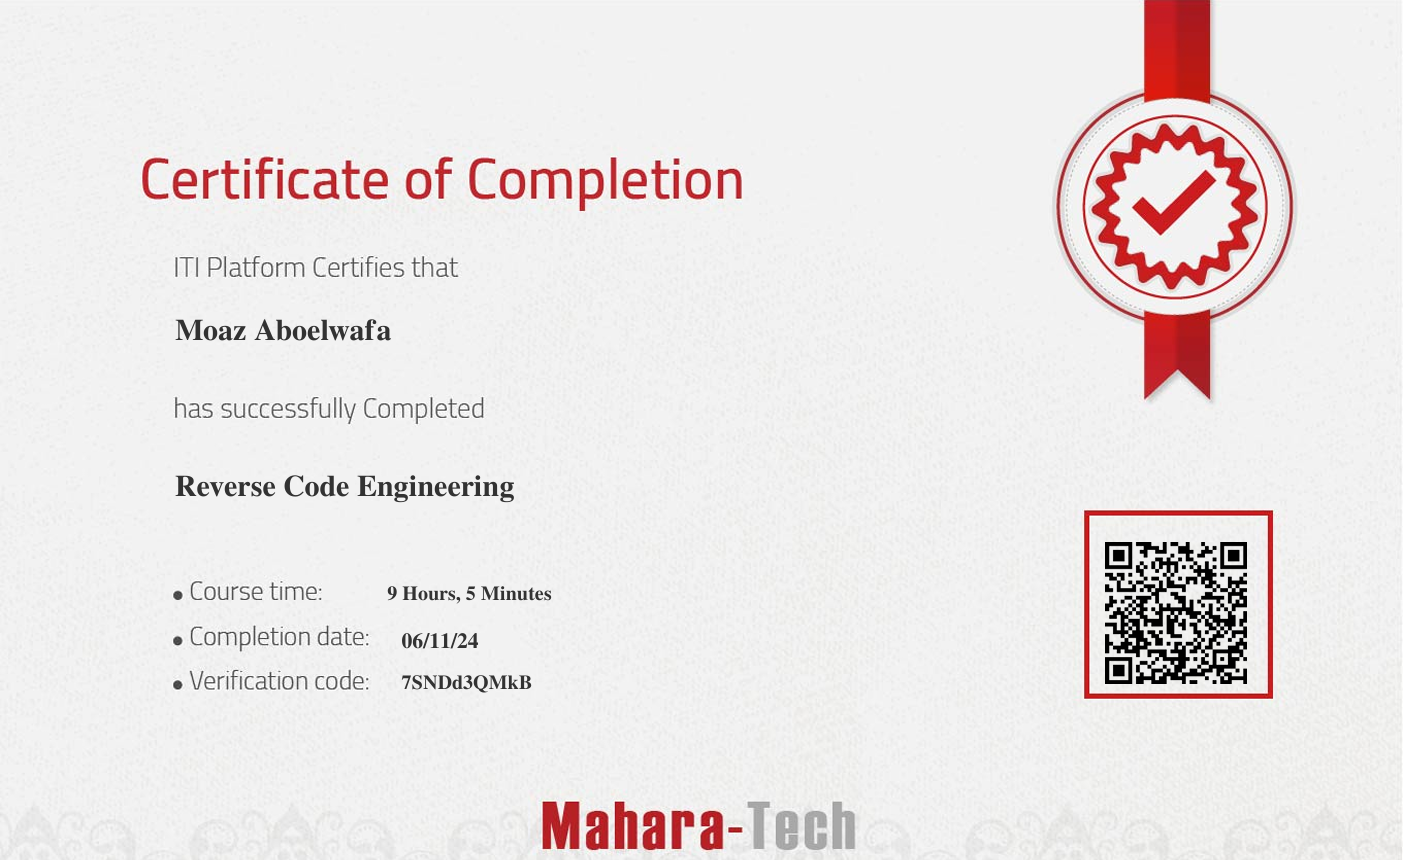 Certificate of Completion
ITI Platform Certifies that
Moaz Aboelwafa
has successfully Completed
Reverse Code Engineering
• Course time: 9 Hours, 5 Minutes
• Completion date: 06/11/24
• Verification code: 7SNDd3QMkB
Mahara-Tech